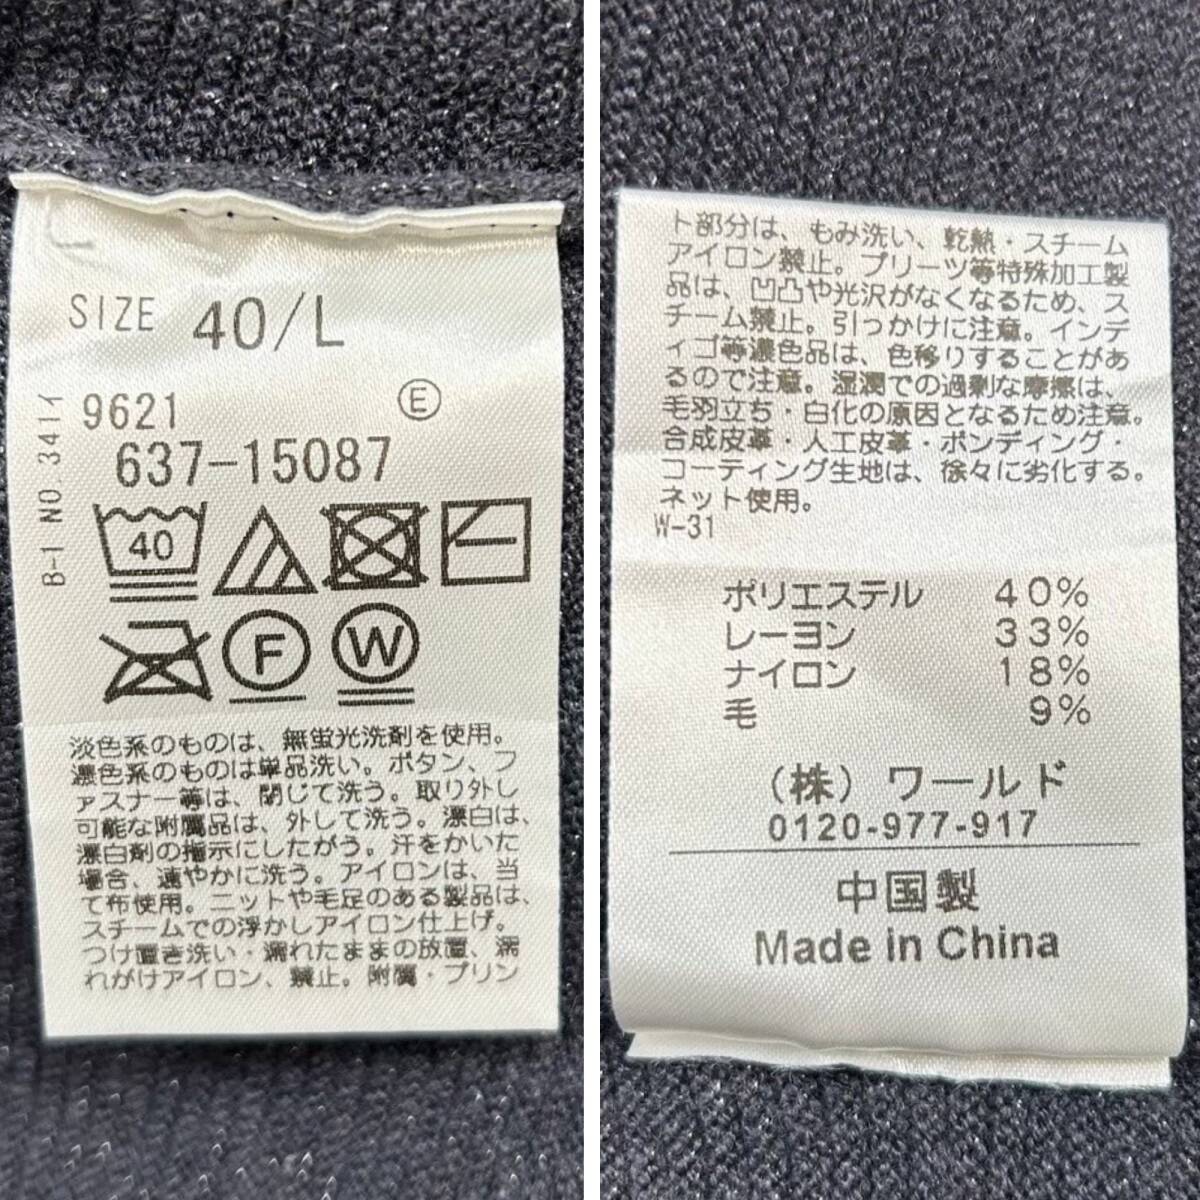 SIZE 40/L
9621 Ⓔ
637-15087
B-1 NO.341イ
40
F W
淡色系のものは、無蛍光洗剤を使用。
濃色系のものは単品洗い。ボタン、フ
ァスナー等は、閉じて洗う。取り外し
可能な附属品は、外して洗う。漂白は、
漂白剤の指示にしたがう。汗をかいた
場合、速やかに洗う。アイロンは、当
て布使用。ニットや毛足のある製品は、
スチームでの浮かしアイロン仕上げ。
つけ置き洗い・濡れたままの放置、濡
れがけアイロン、禁止。附属・プリン
ト部分は、もみ洗い、乾熱・スチーム
アイロン禁止。プリーツ等特殊加工製
品は、凹凸や光沢がなくなるため、ス
チーム禁止。引っかけに注意。インデ
ィゴ等濃色品は、色移りすることがあ
るので注意。湿潤での過剰な摩擦は、
毛羽立ち・白化の原因となるため注意。
合成皮革・人工皮革・ボンディング・
コーティング生地は、徐々に劣化する。
ネット使用。
W-31
ポリエステル 40%
レーヨン 33%
ナイロン 18%
毛 9%
（株）ワールド
0120-977-917
中国製
Made in China